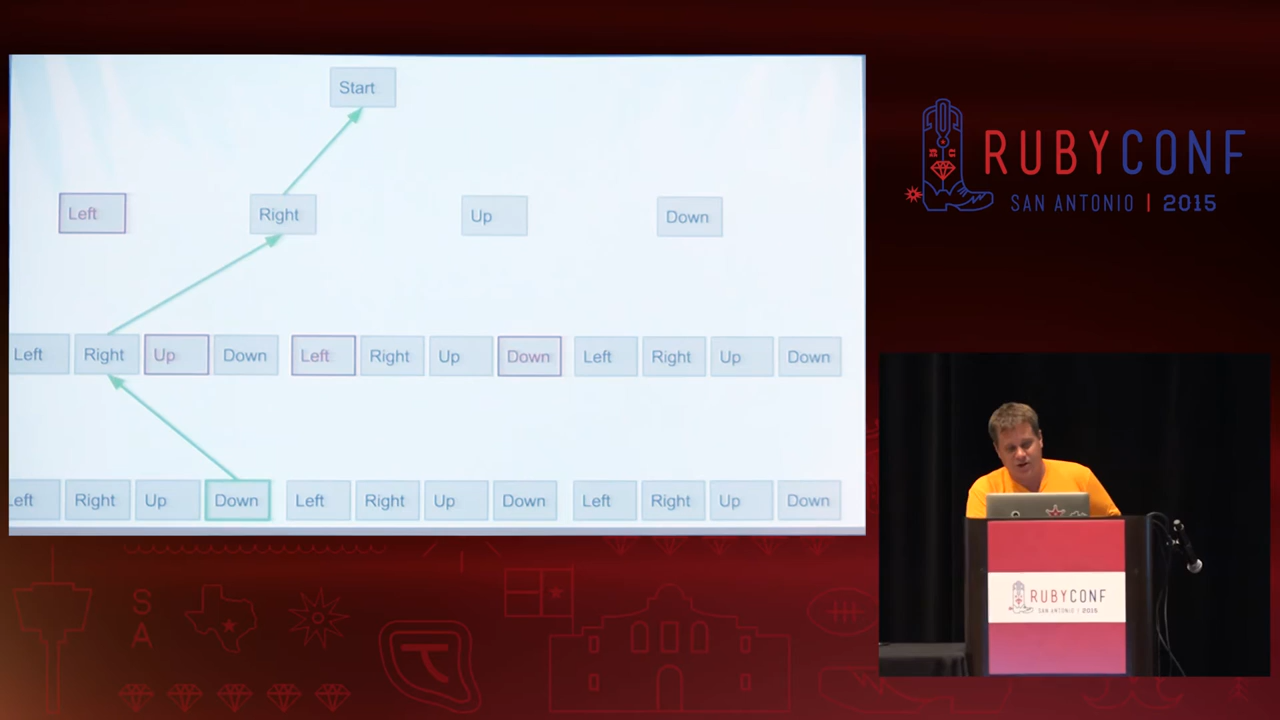 Start
Left Right Up Down
Left Right Up Down Left Right Up Down Left Right Up Down
eft Right Up Down Left Right Up Down Left Right Up Down
RUBYCONF
SAN ANTONIO | 2015
RUBYCONF
SAN ANTONIO | 2015
S
A